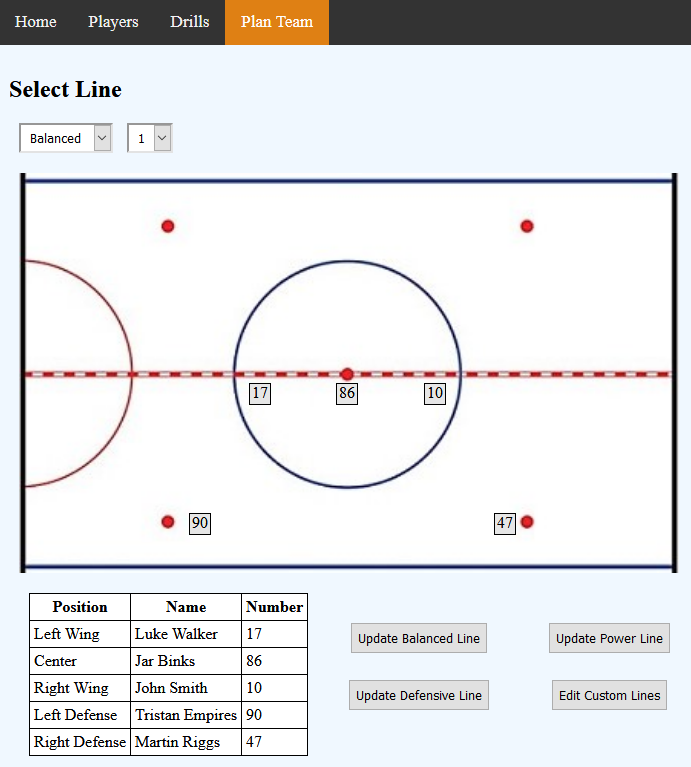 Home Players Drills Plan Team
Select Line
Balanced 1
17 86 10
90 47
Position Name Number
Left Wing Luke Walker 17
Center Jar Binks 86
Right Wing John Smith 10
Left Defense Tristan Empires 90
Right Defense Martin Riggs 47
Update Balanced Line Update Power Line
Update Defensive Line Edit Custom Lines